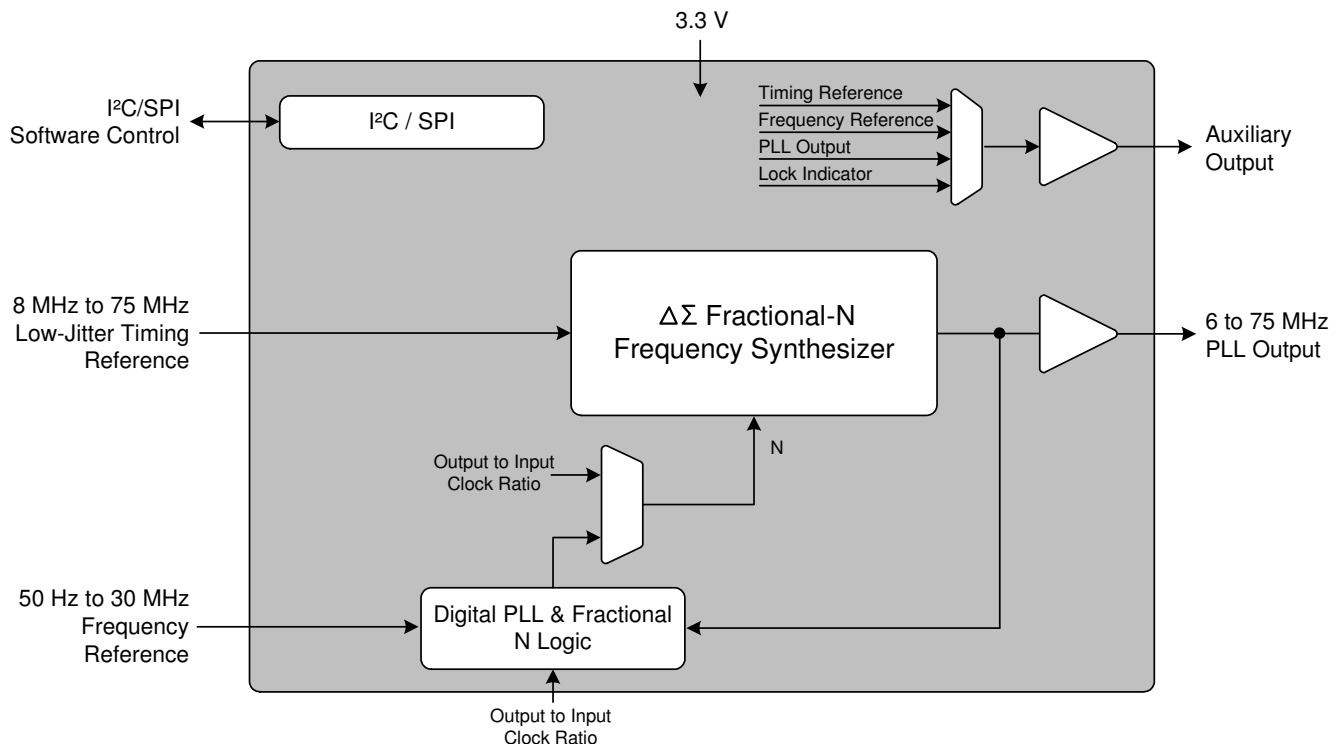 3.3 V
I²C/SPI
Software Control
I²C / SPI
Timing Reference
Frequency Reference
PLL Output
Lock Indicator
Auxiliary
Output
8 MHz to 75 MHz
Low-Jitter Timing
Reference
ΔΣ Fractional-N
Frequency Synthesizer
6 to 75 MHz
PLL Output
N
Output to Input
Clock Ratio
50 Hz to 30 MHz
Frequency
Reference
Digital PLL & Fractional
N Logic
Output to Input
Clock Ratio